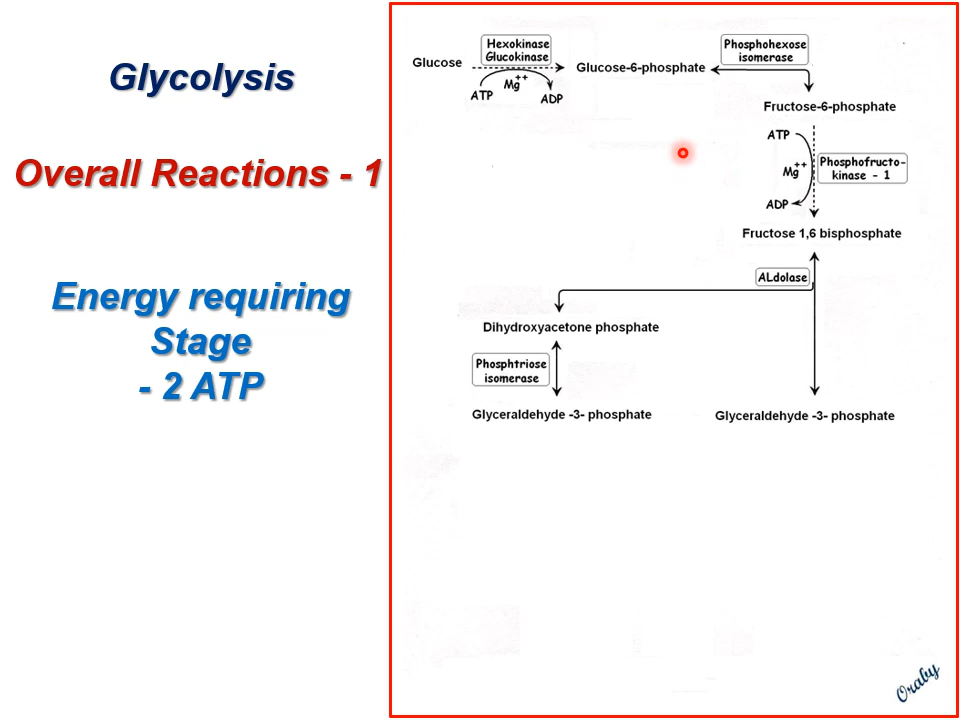 Glycolysis
Overall Reactions - 1
Energy requiring
Stage
- 2 ATP
Hexokinase
Glucokinase
Glucose
Glucose-6-phosphate
ATP
Mg++
ADP
Phosphohexose
isomerase
Fructose-6-phosphate
ATP
Mg++
Phosphofructo-
kinase - 1
ADP
Fructose 1,6 bisphosphate
ALdolase
Dihydroxyacetone phosphate
Phosphtriose
isomerase
Glyceraldehyde -3- phosphate
Glyceraldehyde -3- phosphate
Oraby